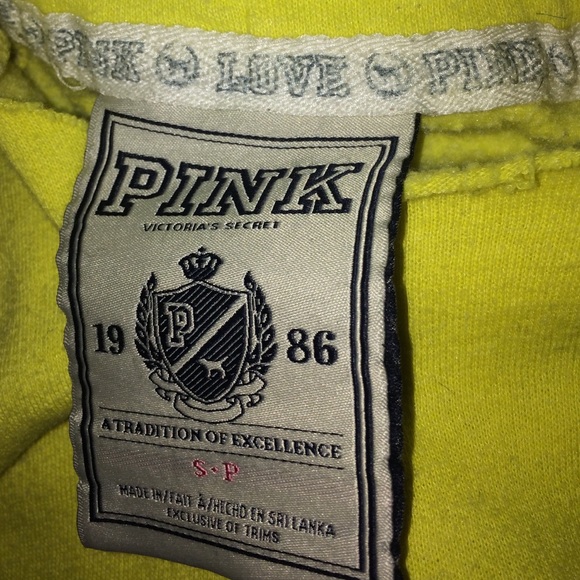 PINK LOVE PINK
PINK
VICTORIA'S SECRET
P
19 86
A TRADITION OF EXCELLENCE
S·P
MADE IN/FAIT À/HECHO EN SRI LANKA
EXCLUSIVE OF TRIMS